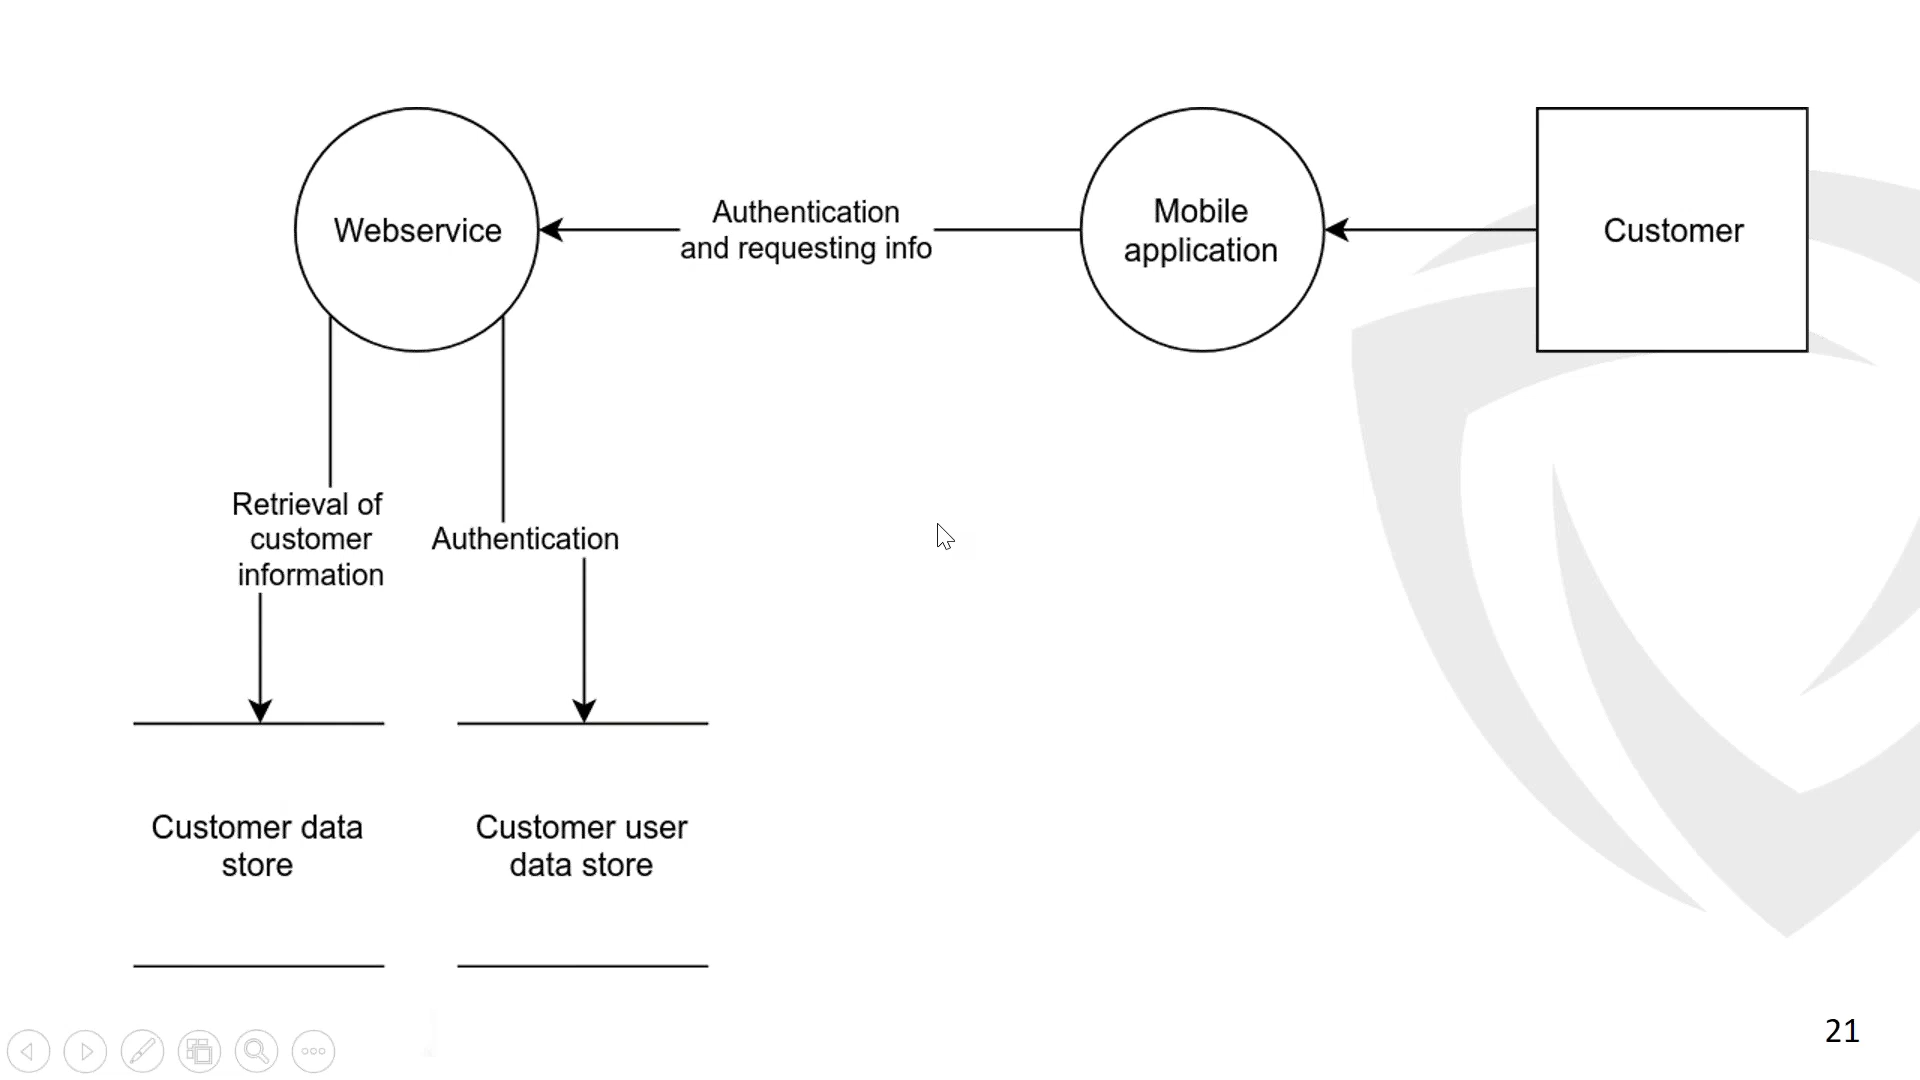 Webservice
Authentication
and requesting info
Mobile
application
Customer
Retrieval of
customer
information
Authentication
Customer data
store
Customer user
data store
21